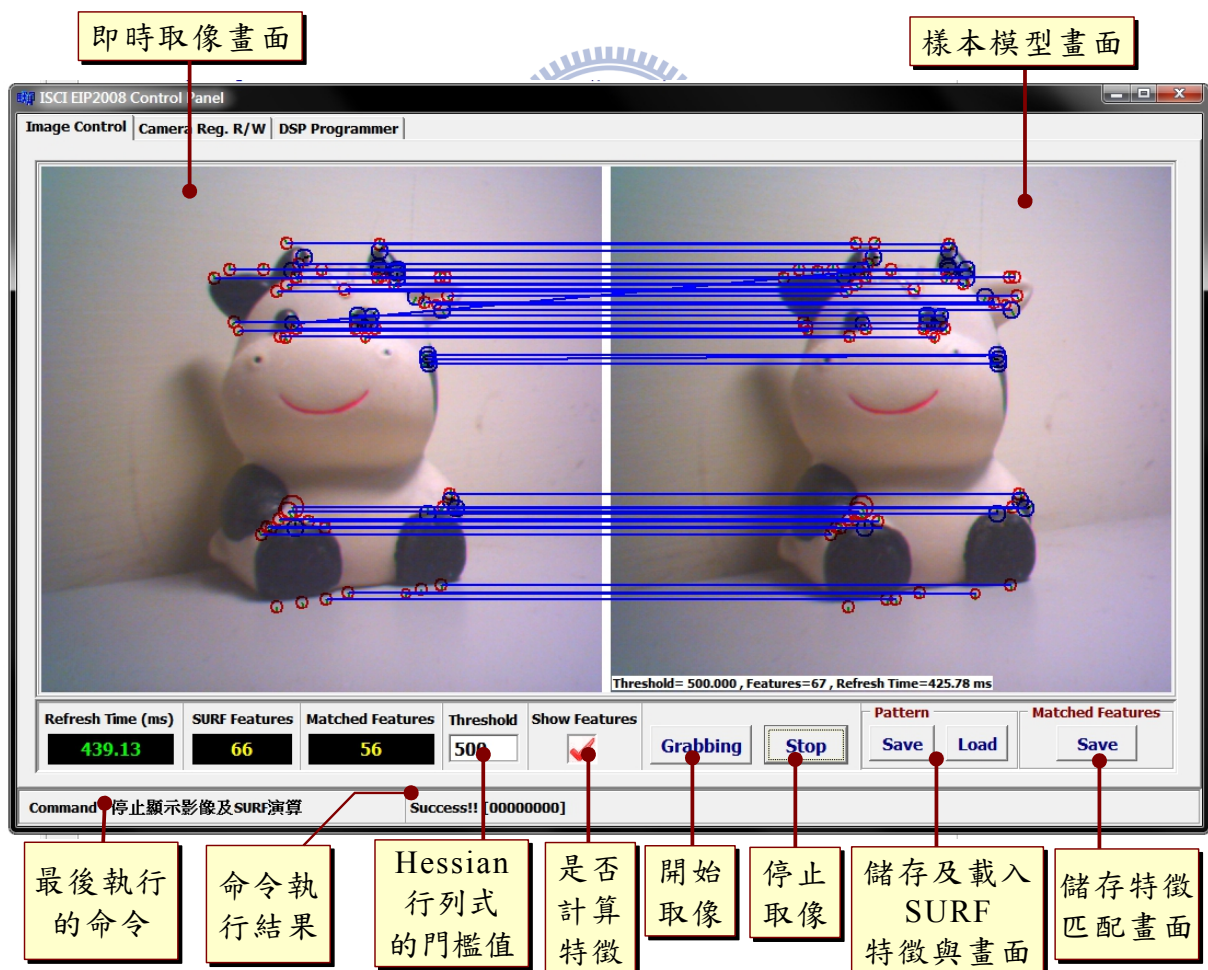 即時取像畫面
樣本模型畫面
ISCI EIP2008 Control Panel
Image Control
Camera Reg. R/W
DSP Programmer
Threshold= 500.000 , Features=67 , Refresh Time=425.78 ms
Refresh Time (ms)
SURF Features
Matched Features
Threshold
Show Features
Pattern
Matched Features
439.13
66
56
500
Grabbing
Stop
Save
Load
Save
Command 停止顯示影像及SURF演算
Success!! [00000000]
最後執行
的命令
命令執
行結果
Hessian
行列式
的門檻值
是否
計算
特徵
開始
取像
停止
取像
儲存及載入
SURF
特徵與畫面
儲存特徵
匹配畫面